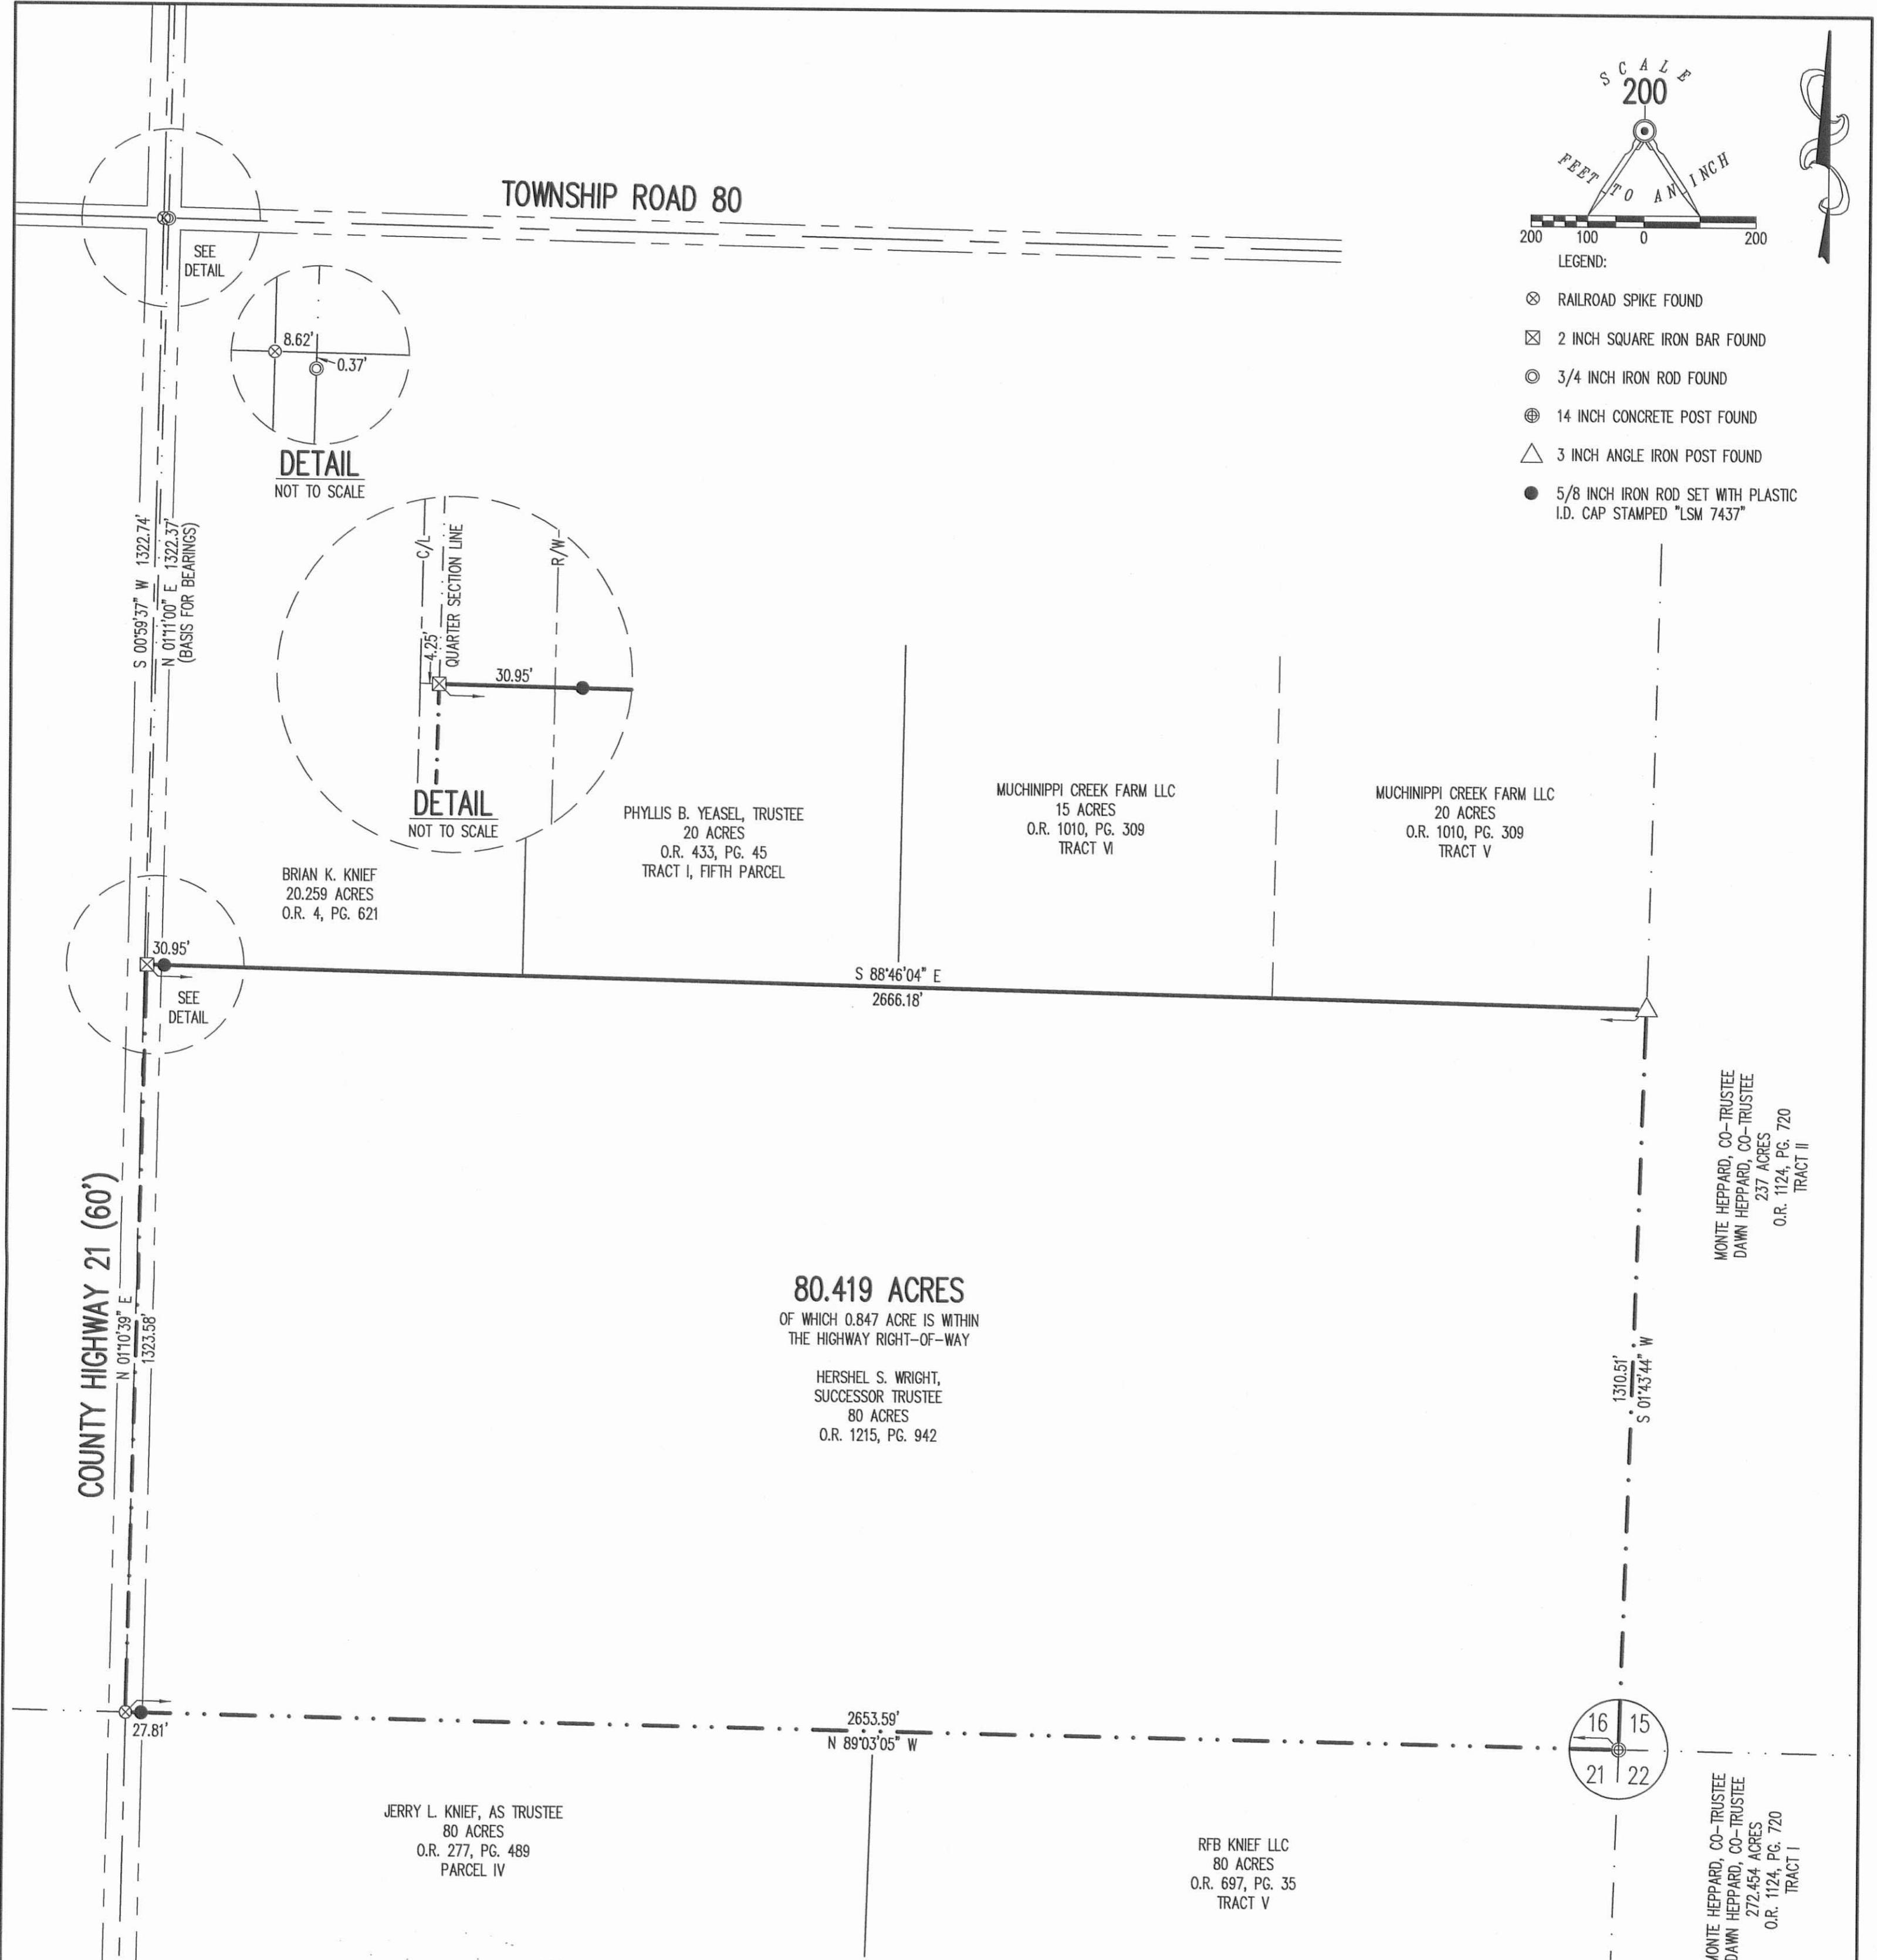 SCALE
200
FEET TO AN INCH
200 100 0 200
LEGEND:
RAILROAD SPIKE FOUND
2 INCH SQUARE IRON BAR FOUND
3/4 INCH IRON ROD FOUND
14 INCH CONCRETE POST FOUND
3 INCH ANGLE IRON POST FOUND
5/8 INCH IRON ROD SET WITH PLASTIC
I.D. CAP STAMPED "LSM 7437"
TOWNSHIP ROAD 80
SEE
DETAIL
8.62'
0.37'
DETAIL
NOT TO SCALE
S 00°59'37" W 1322.74'
N 01°11'00" E 1322.37'
(BASIS FOR BEARINGS)
C/L
QUARTER SECTION LINE
R/W
4.25'
30.95'
DETAIL
NOT TO SCALE
BRIAN K. KNIEF
20.259 ACRES
O.R. 4, PG. 621
PHYLLIS B. YEASEL, TRUSTEE
20 ACRES
O.R. 433, PG. 45
TRACT I, FIFTH PARCEL
MUCHINIPPI CREEK FARM LLC
15 ACRES
O.R. 1010, PG. 309
TRACT VI
MUCHINIPPI CREEK FARM LLC
20 ACRES
O.R. 1010, PG. 309
TRACT V
30.95'
SEE
DETAIL
S 88°46'04" E
2666.18'
MONTE HEPPARD, CO-TRUSTEE
DAWN HEPPARD, CO-TRUSTEE
237 ACRES
O.R. 1124, PG. 720
TRACT II
COUNTY HIGHWAY 21 (60')
N 01°10'39" E
1323.58'
80.419 ACRES
OF WHICH 0.847 ACRE IS WITHIN
THE HIGHWAY RIGHT-OF-WAY
HERSHEL S. WRIGHT,
SUCCESSOR TRUSTEE
80 ACRES
O.R. 1215, PG. 942
1310.51'
S 01°43'44" W
27.81'
2653.59'
N 89°03'05" W
16 15
21 22
JERRY L. KNIEF, AS TRUSTEE
80 ACRES
O.R. 277, PG. 489
PARCEL IV
RFB KNIEF LLC
80 ACRES
O.R. 697, PG. 35
TRACT V
MONTE HEPPARD, CO-TRUSTEE
DAWN HEPPARD, CO-TRUSTEE
272.454 ACRES
O.R. 1124, PG. 720
TRACT I